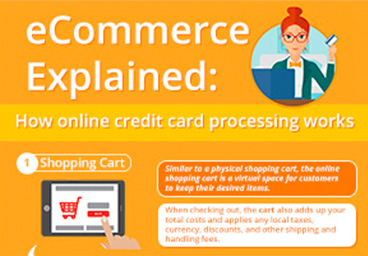 eCommerce
Explained:
How online credit card processing works
1 Shopping Cart
Similar to a physical shopping cart, the online
shopping cart is a virtual space for customers
to keep their desired items.
When checking out, the cart also adds up your
total costs and applies any local taxes,
currency, discounts, and other shipping and
handling fees.